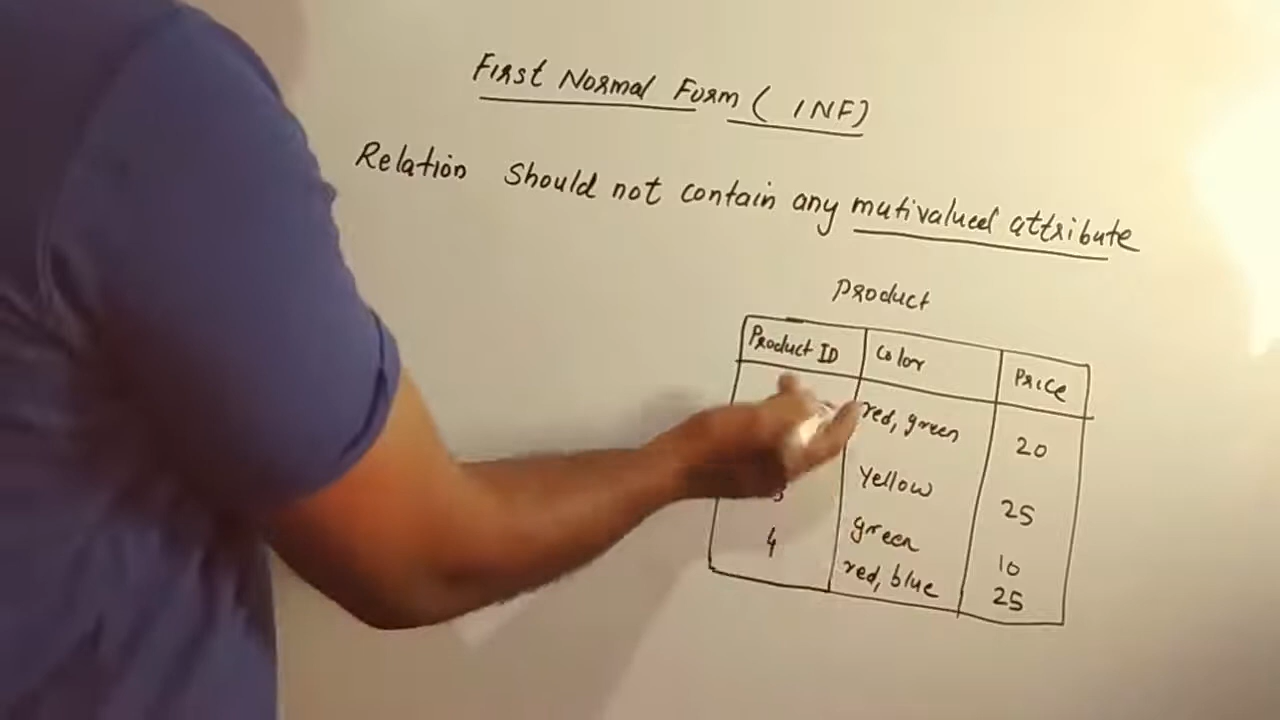 First Normal Form ( 1NF)
Relation Should not contain any mutivalued attribute
Product
Product ID Color Price
red, green 20
Yellow 25
3 green 10
4 red, blue 25